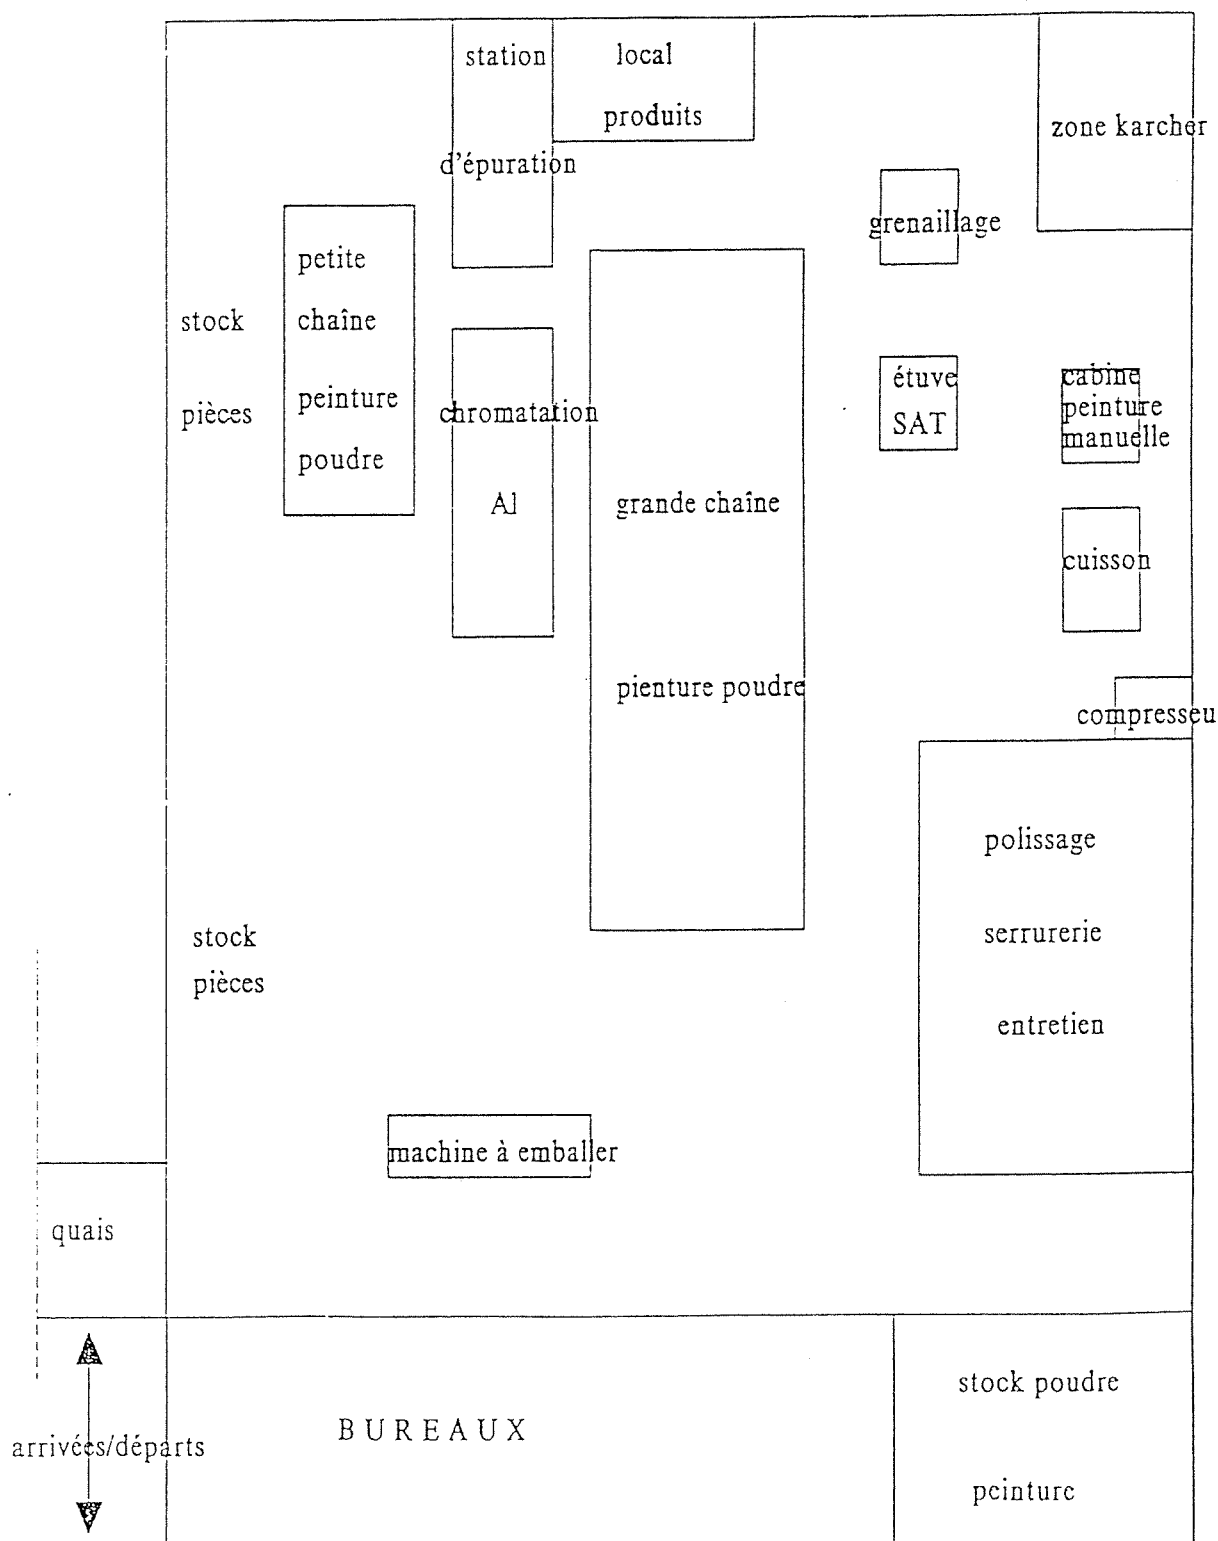 station
d'épuration
local
produits
zone karcher
grenaillage
petite
chaîne
peinture
poudre
stock
pièces
chromatation
Al
étuve
SAT
cabine
peinture
manuelle
grande chaîne
pienture poudre
cuisson
compresseu
polissage
serrurerie
entretien
stock
pièces
machine à emballer
quais
arrivées/départs
BUREAUX
stock poudre
peinture